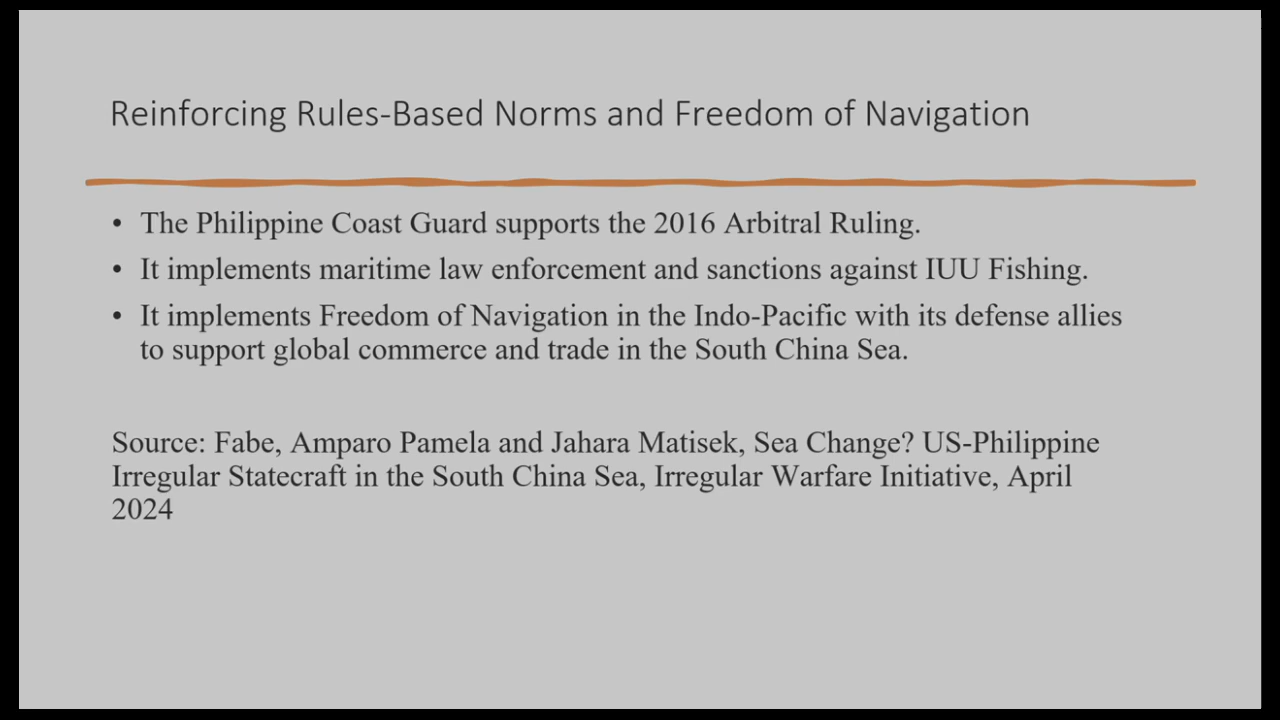 Reinforcing Rules-Based Norms and Freedom of Navigation
• The Philippine Coast Guard supports the 2016 Arbitral Ruling.
• It implements maritime law enforcement and sanctions against IUU Fishing.
• It implements Freedom of Navigation in the Indo-Pacific with its defense allies
to support global commerce and trade in the South China Sea.
Source: Fabe, Amparo Pamela and Jahara Matisek, Sea Change? US-Philippine
Irregular Statecraft in the South China Sea, Irregular Warfare Initiative, April
2024